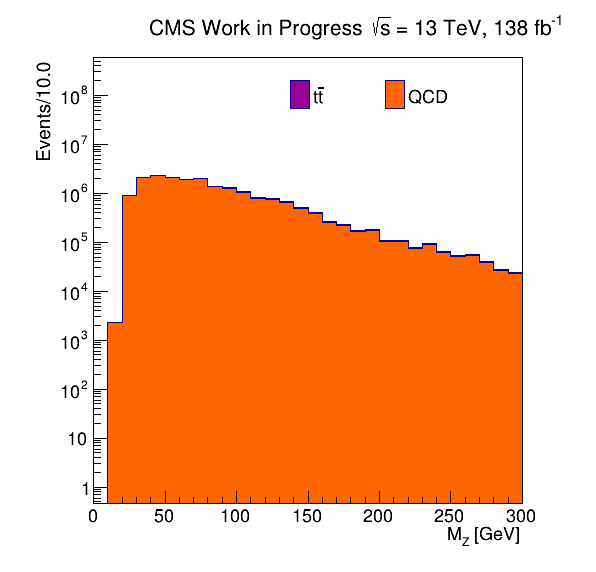 CMS Work in Progress √s = 13 TeV, 138 fb⁻¹
Events/10.0
tt̄
QCD
10⁸
10⁷
10⁶
10⁵
10⁴
10³
10²
10
1
0 50 100 150 200 250 300
M_Z [GeV]